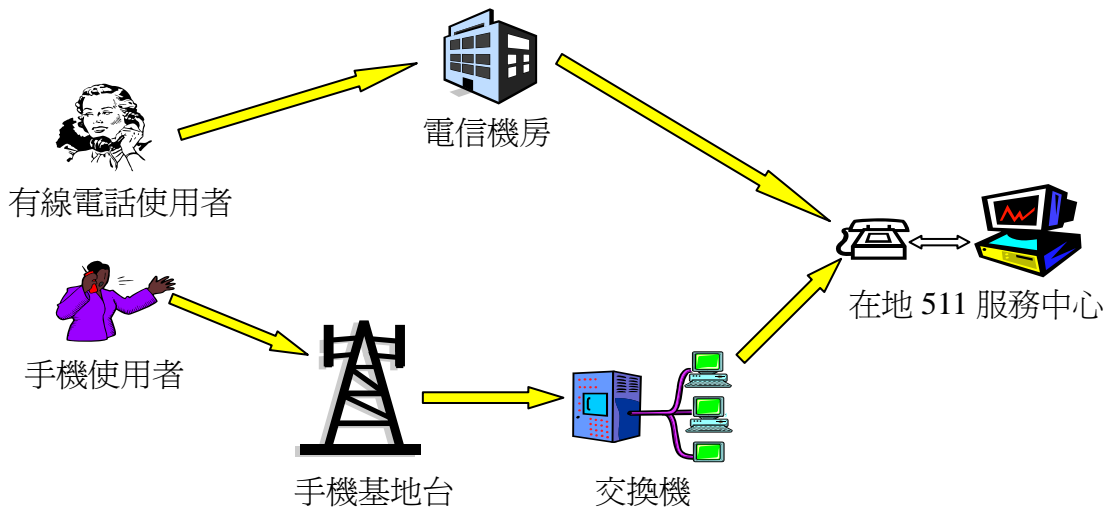 電信機房
有線電話使用者
在地 511 服務中心
手機使用者
手機基地台
交換機